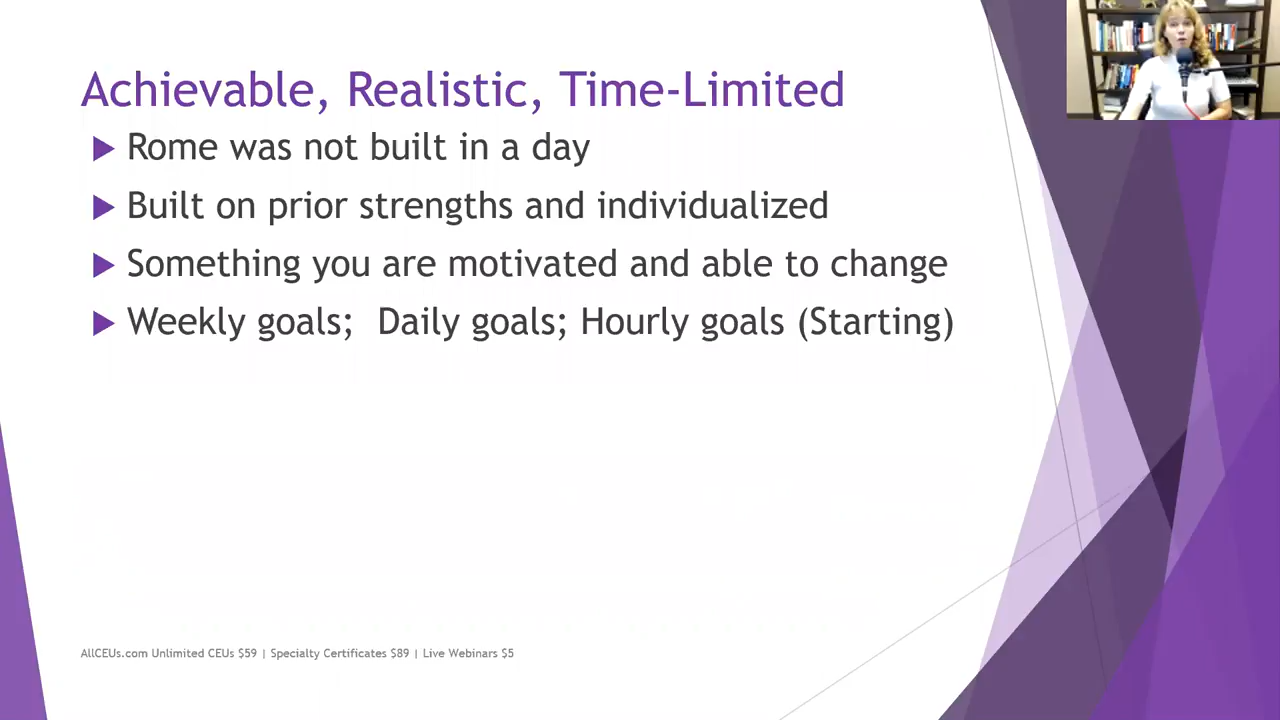 Achievable, Realistic, Time-Limited
Rome was not built in a day
Built on prior strengths and individualized
Something you are motivated and able to change
Weekly goals;  Daily goals; Hourly goals (Starting)
AllCEUs.com Unlimited CEUs $59 | Specialty Certificates $89 | Live Webinars $5